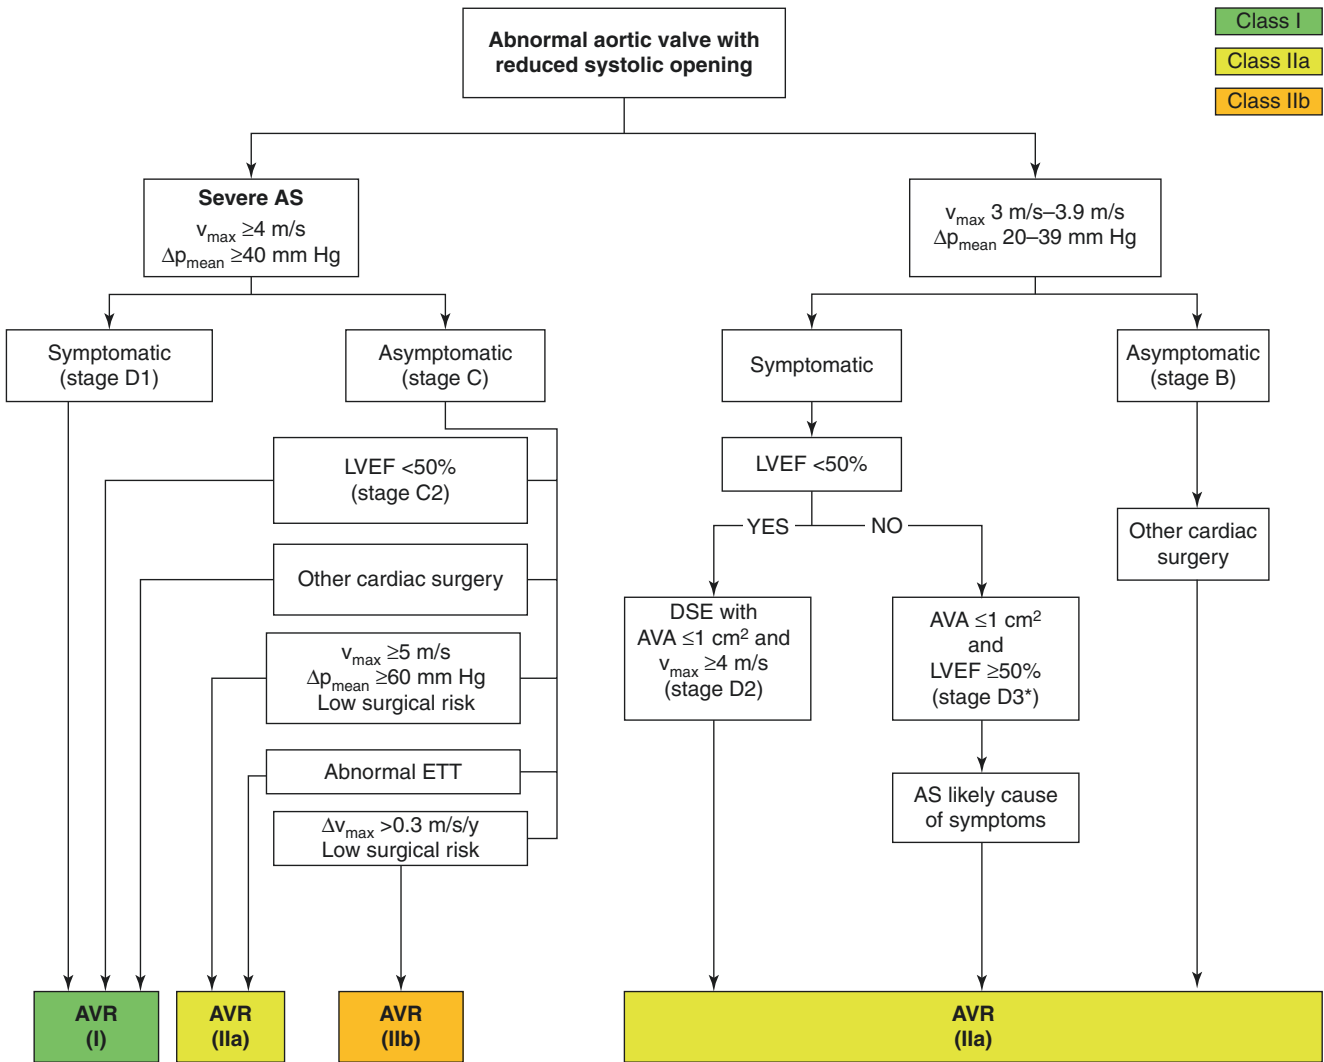 Abnormal aortic valve with
reduced systolic opening
Class I
Class IIa
Class IIb
Severe AS
vmax ≥4 m/s
Δpmean ≥40 mm Hg
vmax 3 m/s–3.9 m/s
Δpmean 20–39 mm Hg
Symptomatic
(stage D1)
Asymptomatic
(stage C)
Symptomatic
Asymptomatic
(stage B)
LVEF <50%
(stage C2)
Other cardiac surgery
vmax ≥5 m/s
Δpmean ≥60 mm Hg
Low surgical risk
Abnormal ETT
Δvmax >0.3 m/s/y
Low surgical risk
LVEF <50%
YES
NO
DSE with
AVA ≤1 cm² and
vmax ≥4 m/s
(stage D2)
AVA ≤1 cm²
and
LVEF ≥50%
(stage D3*)
AS likely cause
of symptoms
Other cardiac
surgery
AVR
(I)
AVR
(IIa)
AVR
(IIb)
AVR
(IIa)